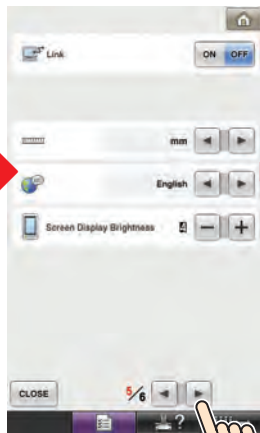 Link ON OFF
mm
English
Screen Display Brightness 4
CLOSE 5/6
?